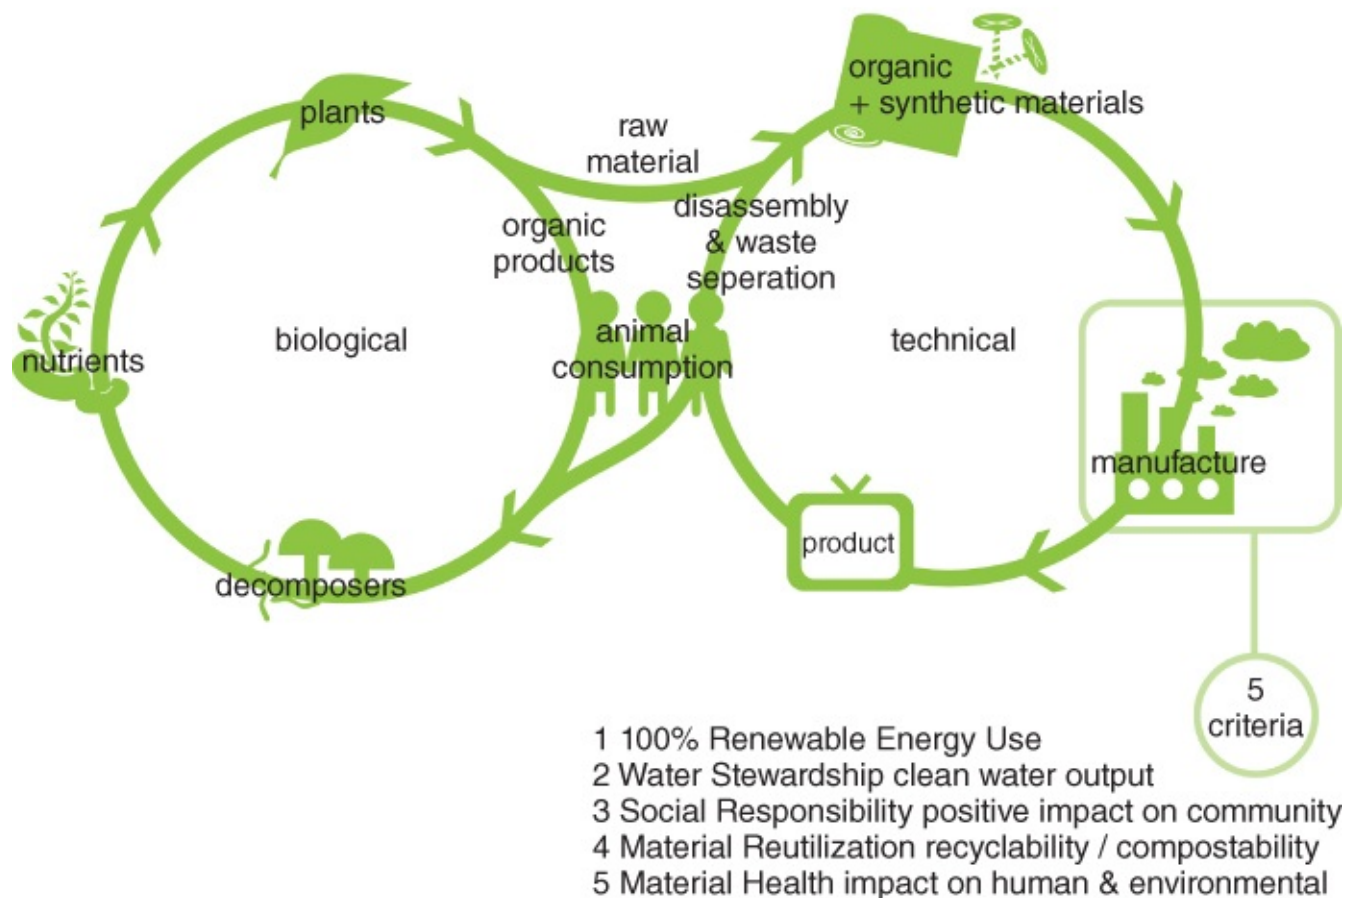 plants
organic
+ synthetic materials
raw
material
organic
products
disassembly
& waste
seperation
nutrients
biological
animal
consumption
technical
manufacture
decomposers
product
5
criteria
1 100% Renewable Energy Use
2 Water Stewardship clean water output
3 Social Responsibility positive impact on community
4 Material Reutilization recyclability / compostability
5 Material Health impact on human & environmental